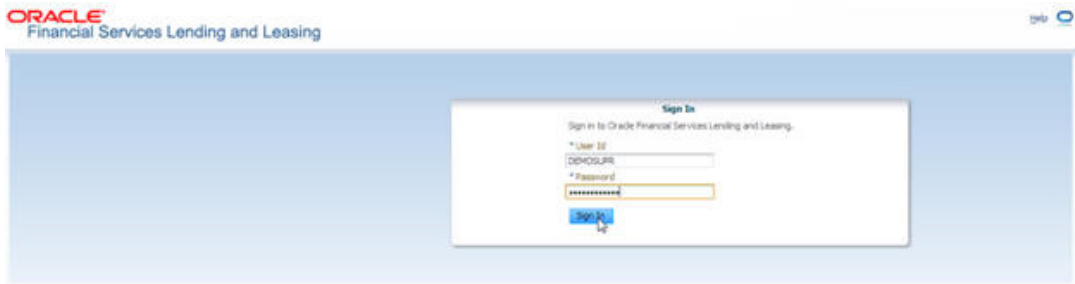 ORACLE
Financial Services Lending and Leasing
Help
Sign In
Sign in to Oracle Financial Services Lending and Leasing.
* User Id
DEMOSUPR
* Password
Sign In